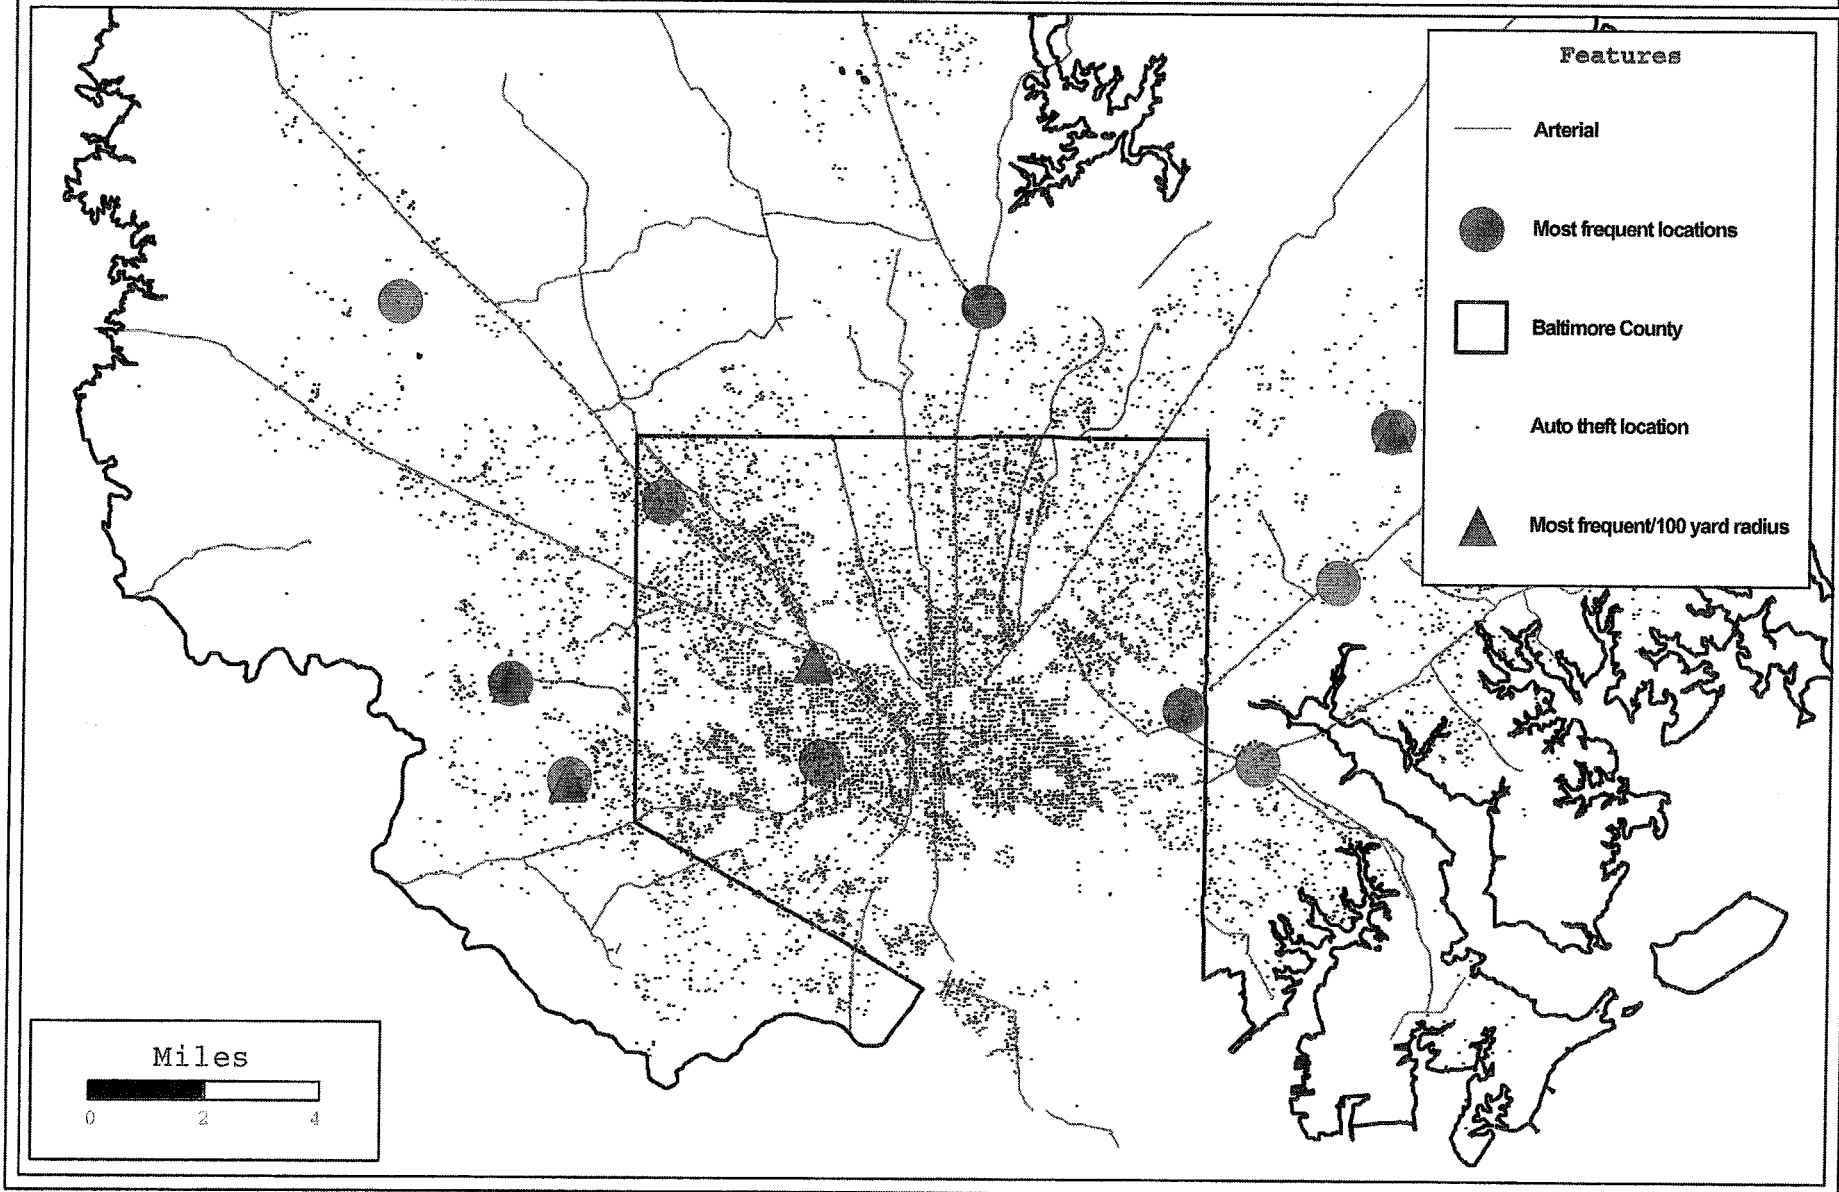 Features
Arterial
Most frequent locations
Baltimore County
Auto theft location
Most frequent/100 yard radius
Miles
0 2 4